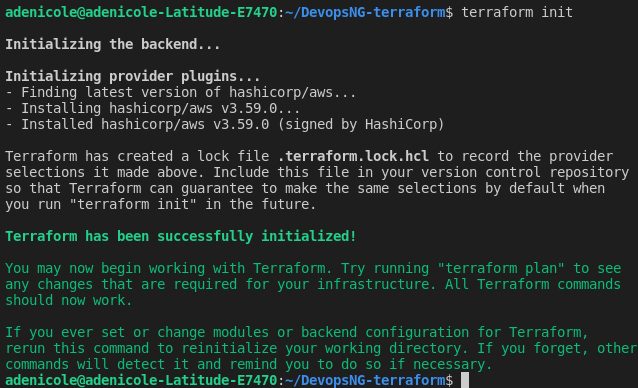 adenicole@adenicole-Latitude-E7470:~/DevopsNG-terraform$ terraform init
Initializing the backend...
Initializing provider plugins...
- Finding latest version of hashicorp/aws...
- Installing hashicorp/aws v3.59.0...
- Installed hashicorp/aws v3.59.0 (signed by HashiCorp)
Terraform has created a lock file .terraform.lock.hcl to record the provider
selections it made above. Include this file in your version control repository
so that Terraform can guarantee to make the same selections by default when
you run "terraform init" in the future.
Terraform has been successfully initialized!
You may now begin working with Terraform. Try running "terraform plan" to see
any changes that are required for your infrastructure. All Terraform commands
should now work.
If you ever set or change modules or backend configuration for Terraform,
rerun this command to reinitialize your working directory. If you forget, other
commands will detect it and remind you to do so if necessary.
adenicole@adenicole-Latitude-E7470:~/DevopsNG-terraform$